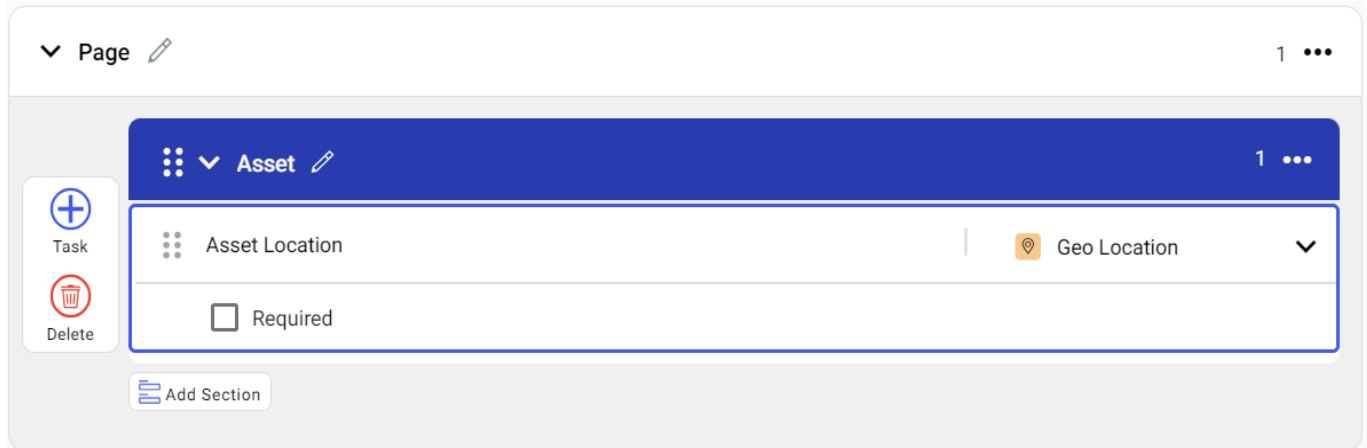 Page
1
Asset
1
Task
Asset Location
Geo Location
Delete
Required
Add Section